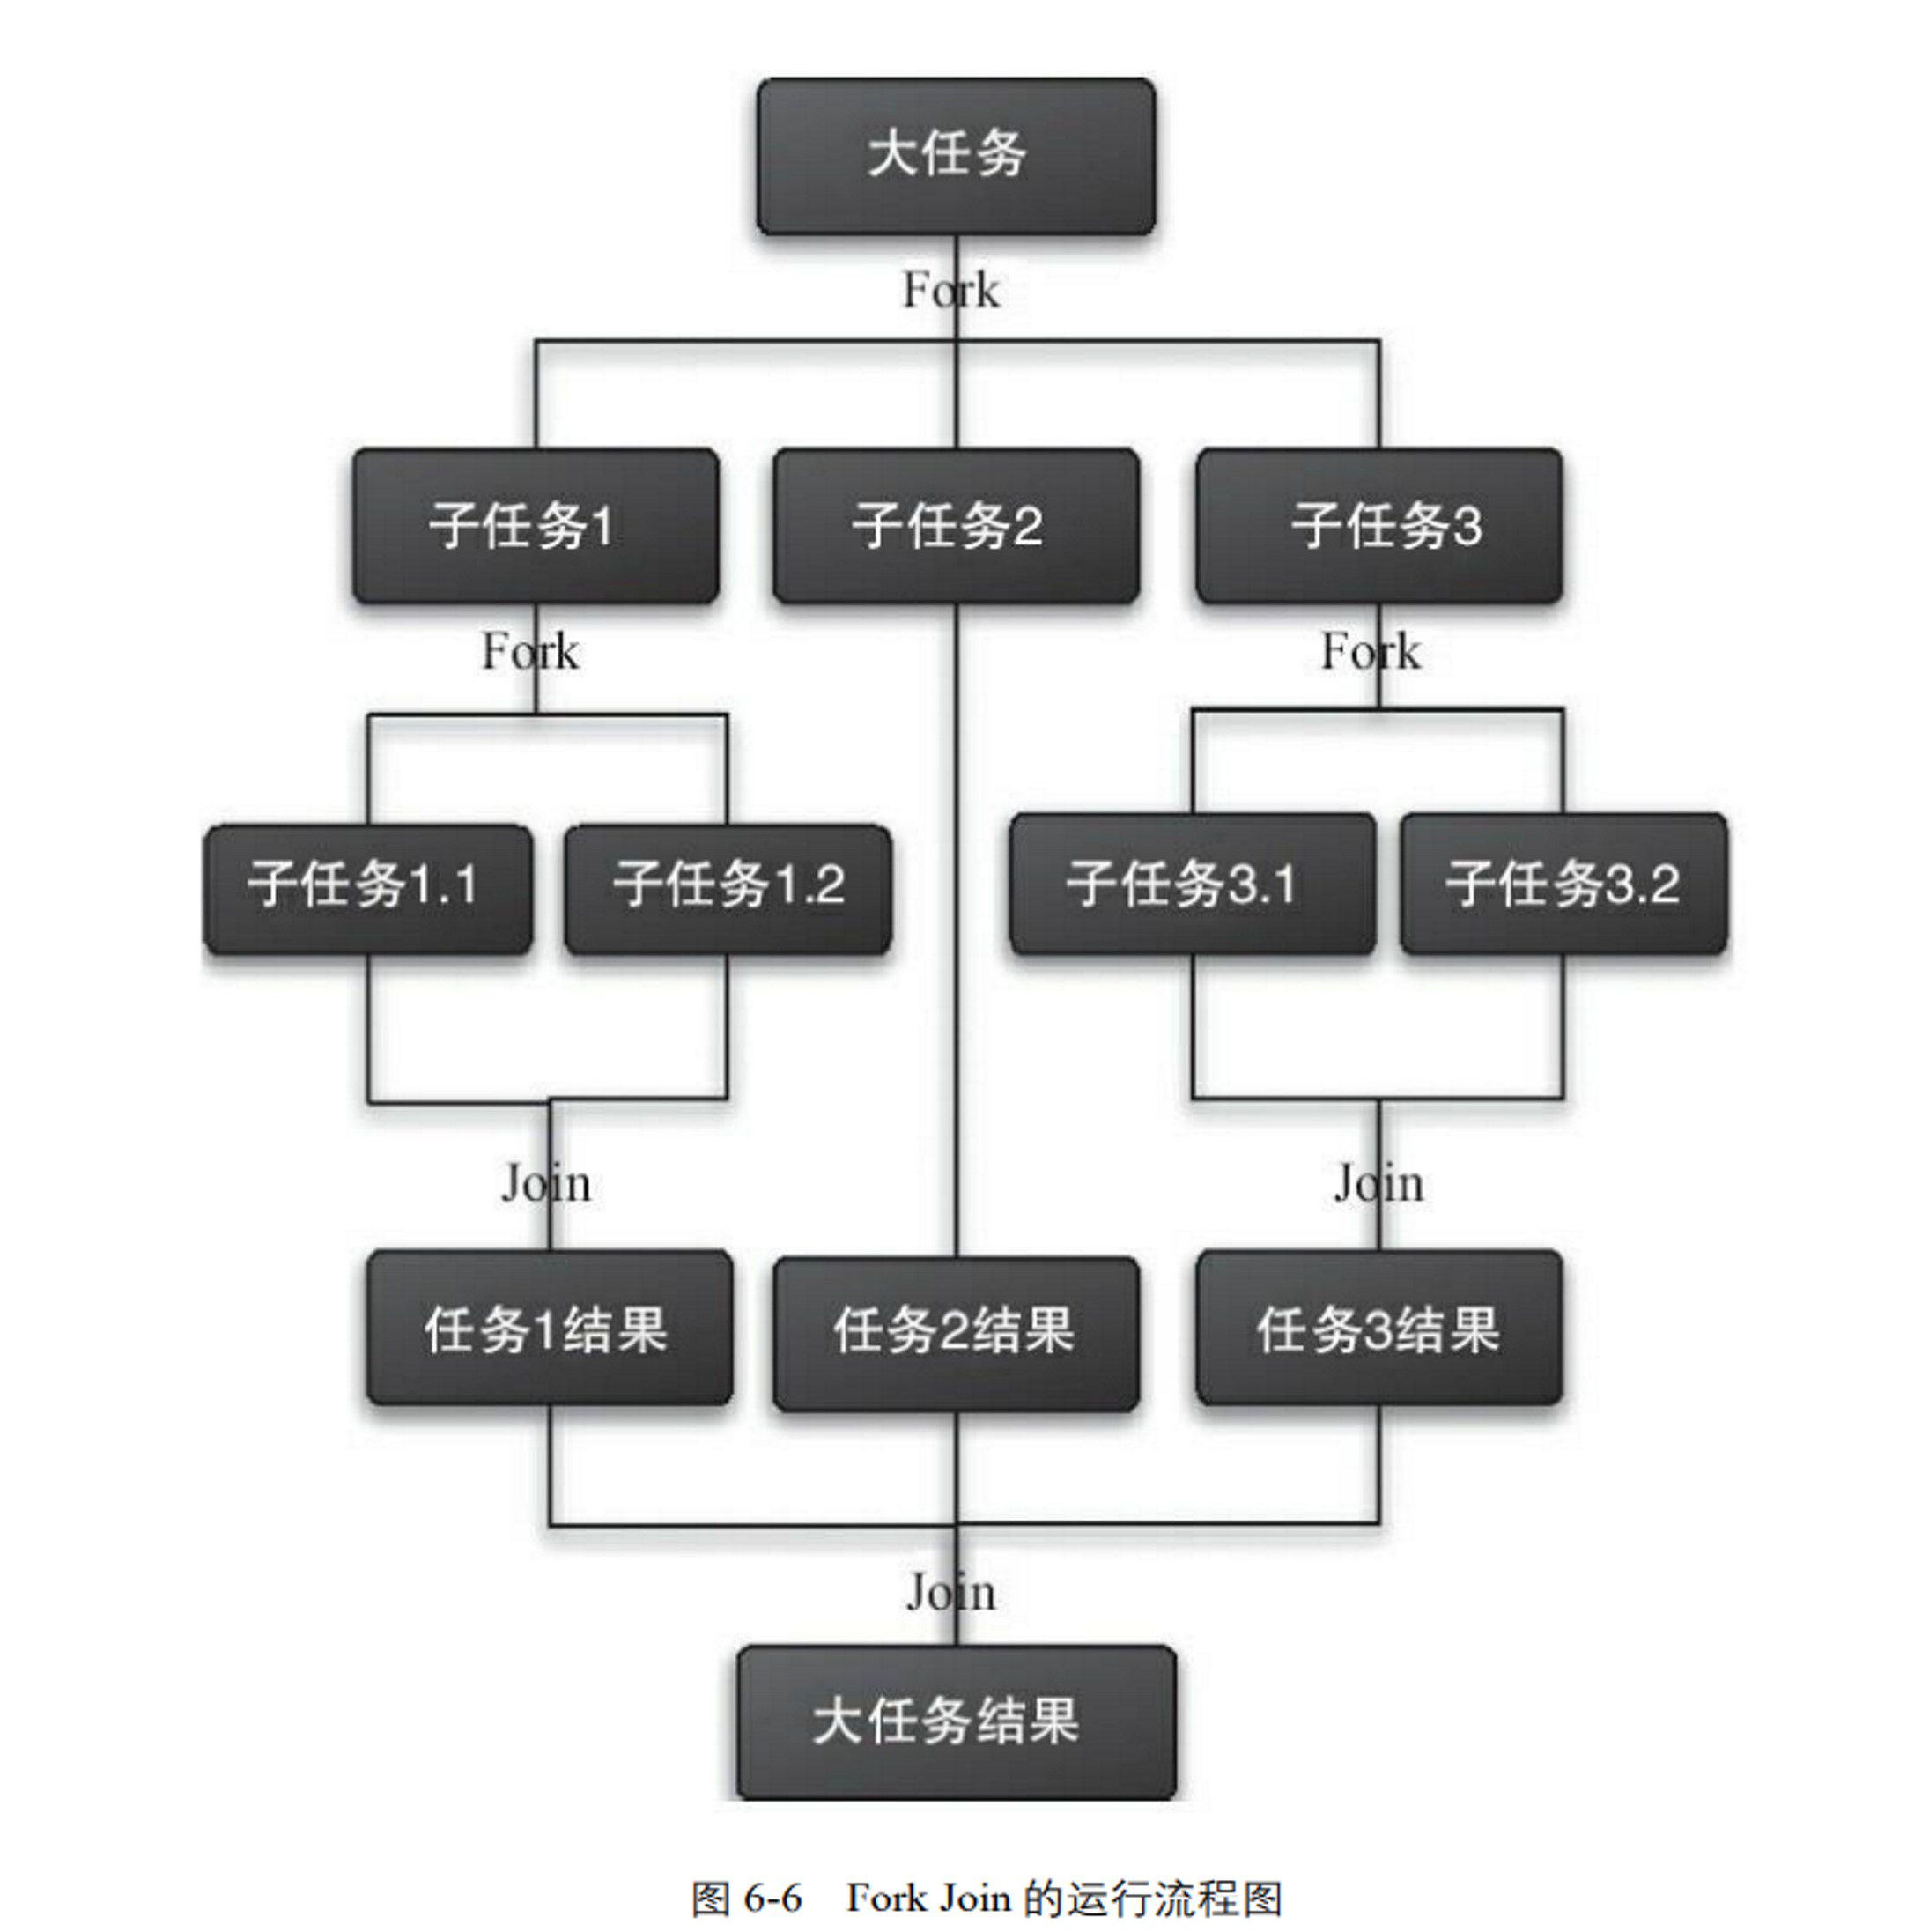 大任务
Fork
子任务1
子任务2
子任务3
Fork
Fork
子任务1.1
子任务1.2
子任务3.1
子任务3.2
Join
Join
任务1结果
任务2结果
任务3结果
Join
大任务结果
图 6-6 Fork Join 的运行流程图